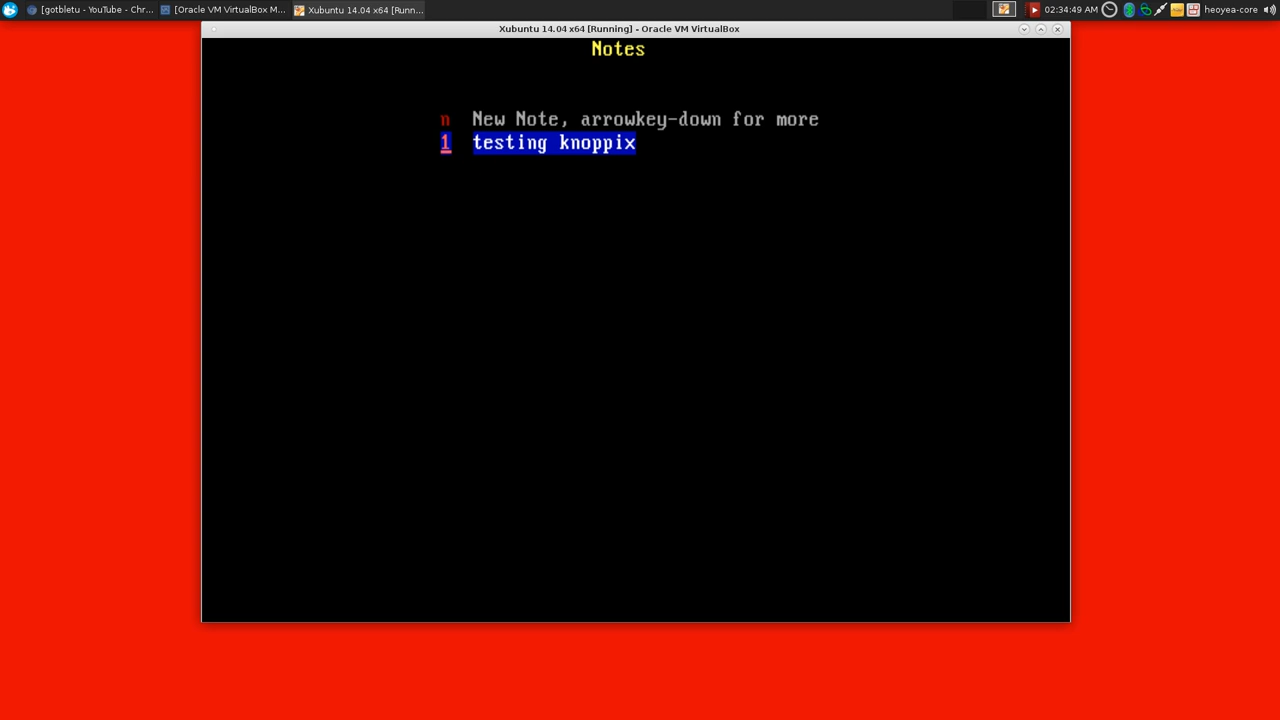 [gotbletu - YouTube - Chr... [Oracle VM VirtualBox M... Xubuntu 14.04 x64 [Runn... 02:34:49 AM heoyea-core
Xubuntu 14.04 x64 [Running] - Oracle VM VirtualBox
Notes
n New Note, arrowkey-down for more
1 testing knoppix